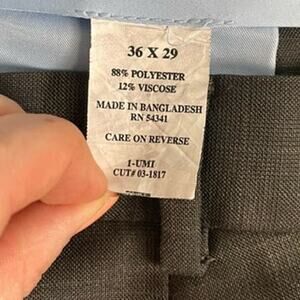 36 X 29
88% POLYESTER
12% VISCOSE
MADE IN BANGLADESH
RN 54341
CARE ON REVERSE
1-UMI
CUT# 03-1817